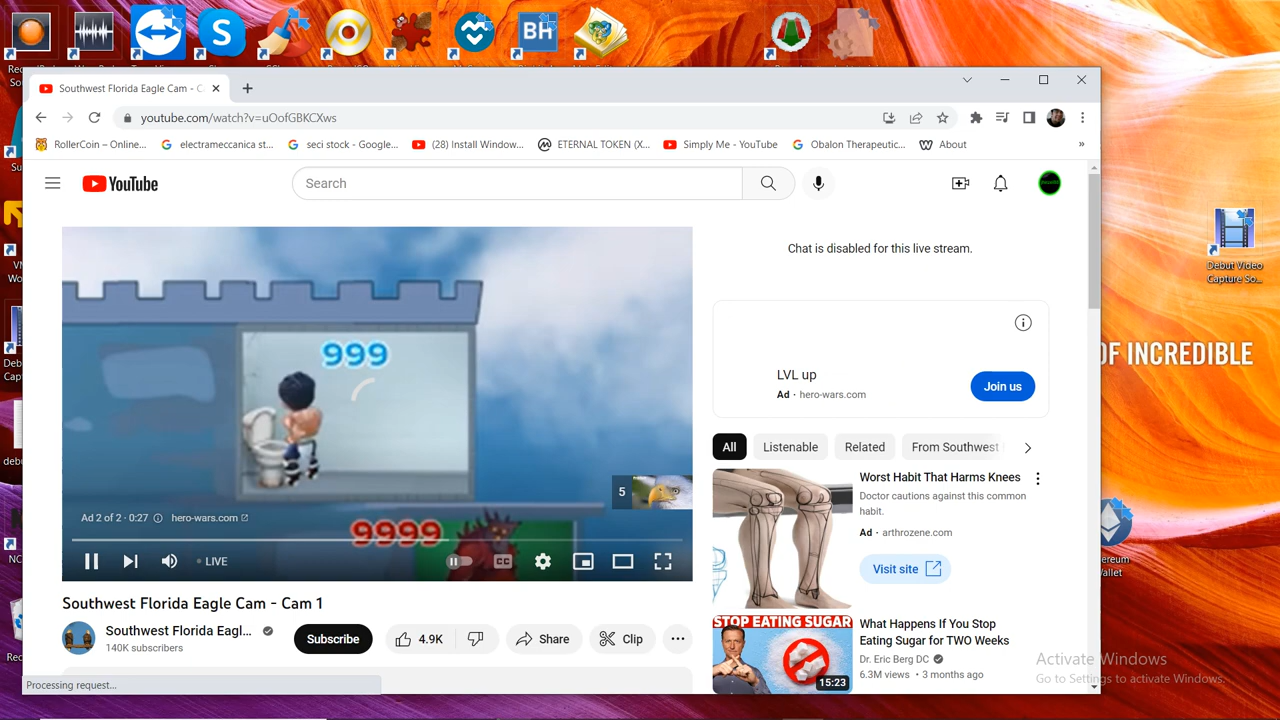 BH
Southwest Florida Eagle Cam - C
youtube.com/watch?v=uOofGBKCXws
RollerCoin – Online...
electrameccanica st...
seci stock - Google...
(28) Install Window...
ETERNAL TOKEN (X...
Simply Me - YouTube
Obalon Therapeutic...
About
»
YouTube
Search
Chat is disabled for this live stream.
999
LVL up
Ad · hero-wars.com
Join us
All
Listenable
Related
From Southwest
5
Ad 2 of 2 · 0:27
hero-wars.com
9999
LIVE
CC
Worst Habit That Harms Knees
Doctor cautions against this common
habit.
Ad · arthrozene.com
Visit site
Southwest Florida Eagle Cam - Cam 1
Southwest Florida Eagl...
140K subscribers
Subscribe
4.9K
Share
Clip
STOP EATING SUGAR
15:23
What Happens If You Stop
Eating Sugar for TWO Weeks
Dr. Eric Berg DC
6.3M views • 3 months ago
Processing request...
Debut Video
Capture So...
OF INCREDIBLE
Wallet
Activate Windows
Go to Settings to activate Windows.